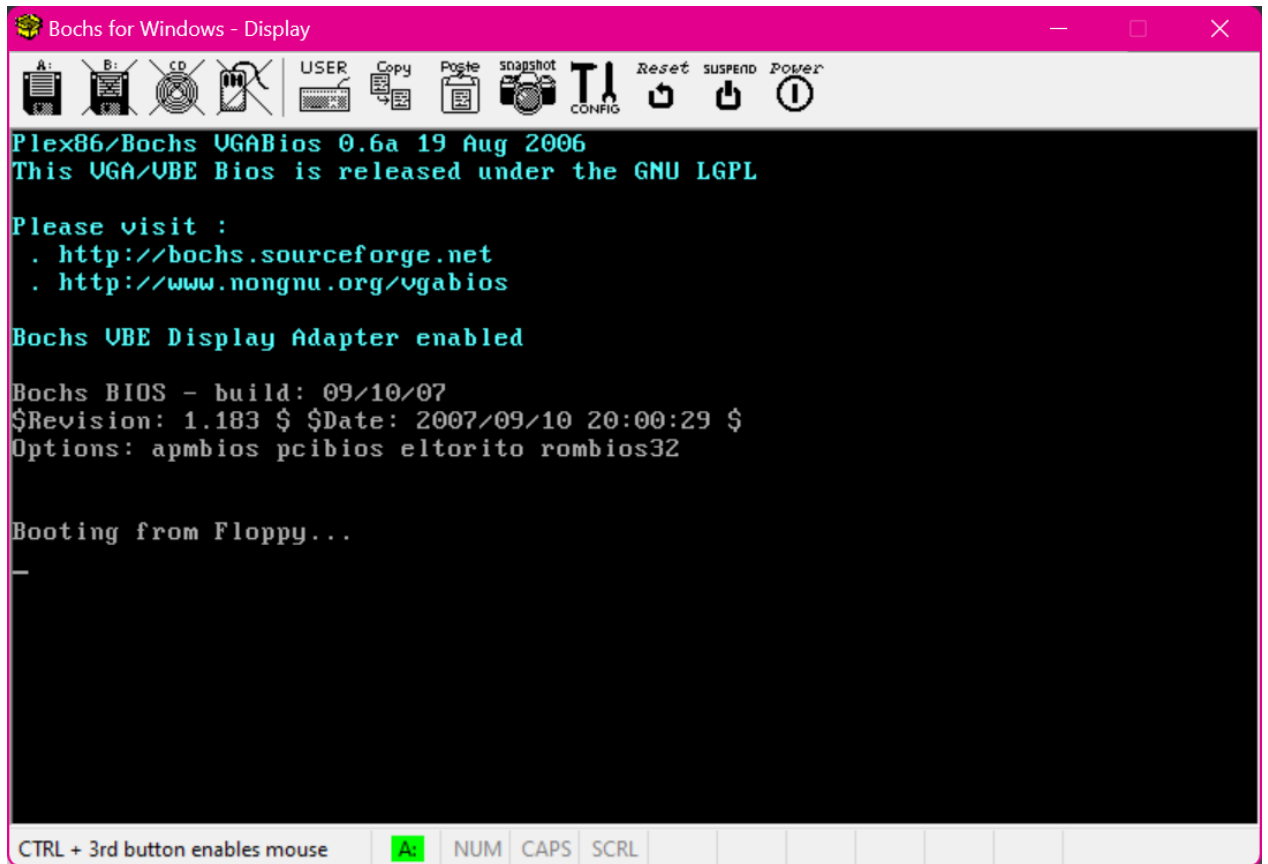 Bochs for Windows - Display
A: B: CD USER Copy Paste snapshot CONFIG Reset SUSPEND Power
Plex86/Bochs VGABios 0.6a 19 Aug 2006
This VGA/VBE Bios is released under the GNU LGPL
Please visit :
. http://bochs.sourceforge.net
. http://www.nongnu.org/vgabios
Bochs VBE Display Adapter enabled
Bochs BIOS - build: 09/10/07
$Revision: 1.183 $ $Date: 2007/09/10 20:00:29 $
Options: apmbios pcibios eltorito rombios32
Booting from Floppy...
CTRL + 3rd button enables mouse A: NUM CAPS SCRL